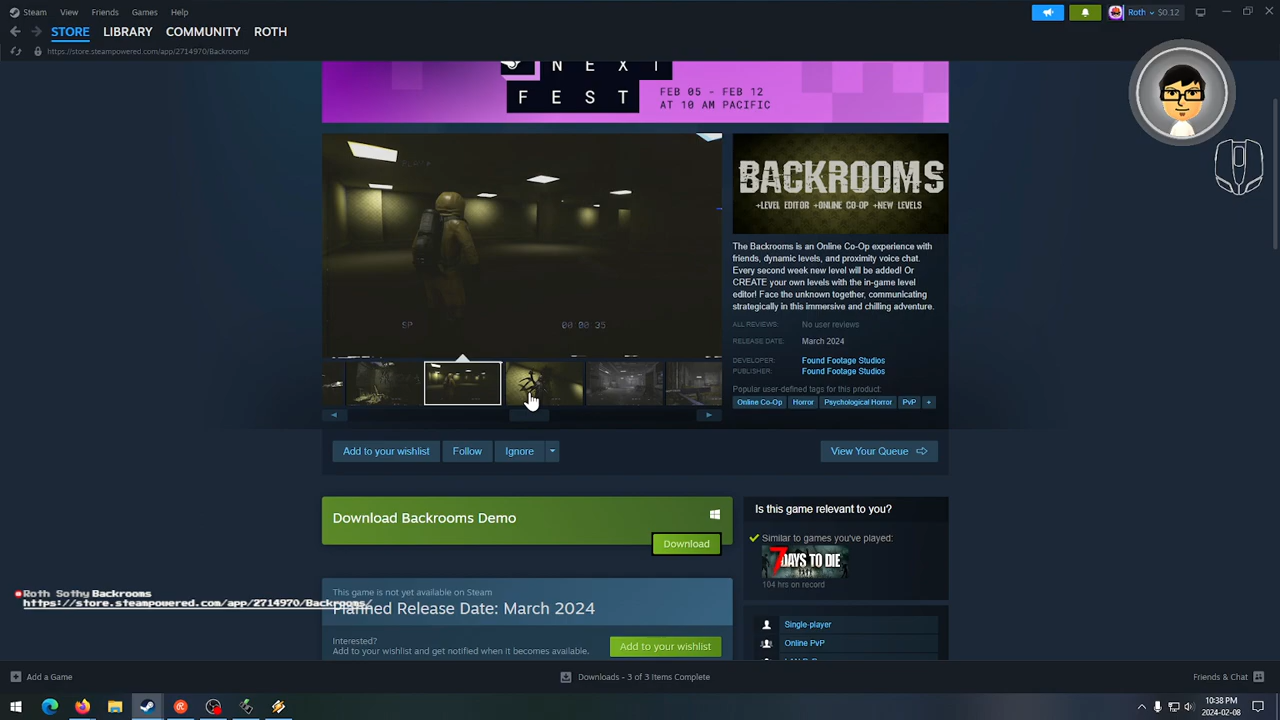 Steam View Friends Games Help Roth $0.12
STORE LIBRARY COMMUNITY ROTH
https://store.steampowered.com/app/2714970/Backrooms/
NEXT
FEST
FEB 05 - FEB 12
AT 10 AM PACIFIC
SP 00 00 35
BACKROOMS
+LEVEL EDITOR +ONLINE CO-OP +NEW LEVELS
The Backrooms is an Online Co-Op experience with
friends, dynamic levels, and proximity voice chat.
Every second week new level will be added! Or
CREATE your own levels with the in-game level
editor! Face the unknown together, communicating
strategically in this immersive and chilling adventure.
ALL REVIEWS: No user reviews
RELEASE DATE: March 2024
DEVELOPER: Found Footage Studios
PUBLISHER: Found Footage Studios
Popular user-defined tags for this product:
Online Co-Op Horror Psychological Horror PvP +
Add to your wishlist Follow Ignore View Your Queue
Download Backrooms Demo
Download
Is this game relevant to you?
Similar to games you've played:
7 DAYS TO DIE
104 hrs on record
This game is not yet available on Steam
Planned Release Date: March 2024
Interested?
Add to your wishlist and get notified when it becomes available.
Add to your wishlist
Single-player
Online PvP
Roth Sothy Backrooms
https://store.steampowered.com/app/2714970/Backrooms/
Add a Game Downloads - 3 of 3 Items Complete Friends & Chat
10:38 PM
2024-02-08